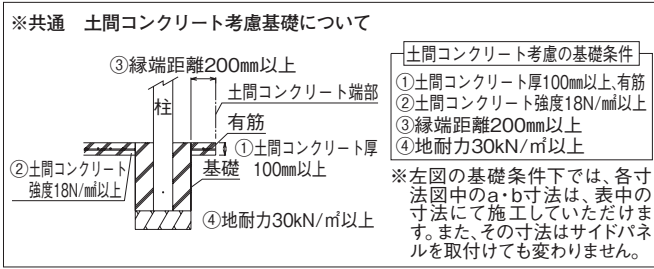 ※共通　土間コンクリート考慮基礎について
③縁端距離200㎜以上
土間コンクリート端部
柱
有筋
①土間コンクリート厚
100㎜以上
基礎
②土間コンクリート
強度18N/㎟以上
④地耐力30kN/㎡以上
土間コンクリート考慮の基礎条件
①土間コンクリート厚100㎜以上、有筋
②土間コンクリート強度18N/㎟以上
③縁端距離200㎜以上
④地耐力30kN/㎡以上
※左図の基礎条件下では、各寸
法図中のa・b寸法は、表中の
寸法にて施工していただけま
す。また、その寸法はサイドパネ
ルを取付けても変わりません。